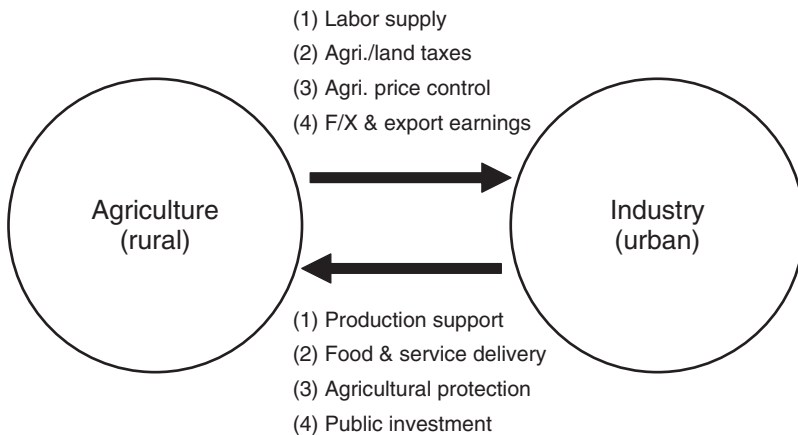 (1) Labor supply
(2) Agri./land taxes
(3) Agri. price control
(4) F/X & export earnings
Agriculture
(rural)
Industry
(urban)
(1) Production support
(2) Food & service delivery
(3) Agricultural protection
(4) Public investment